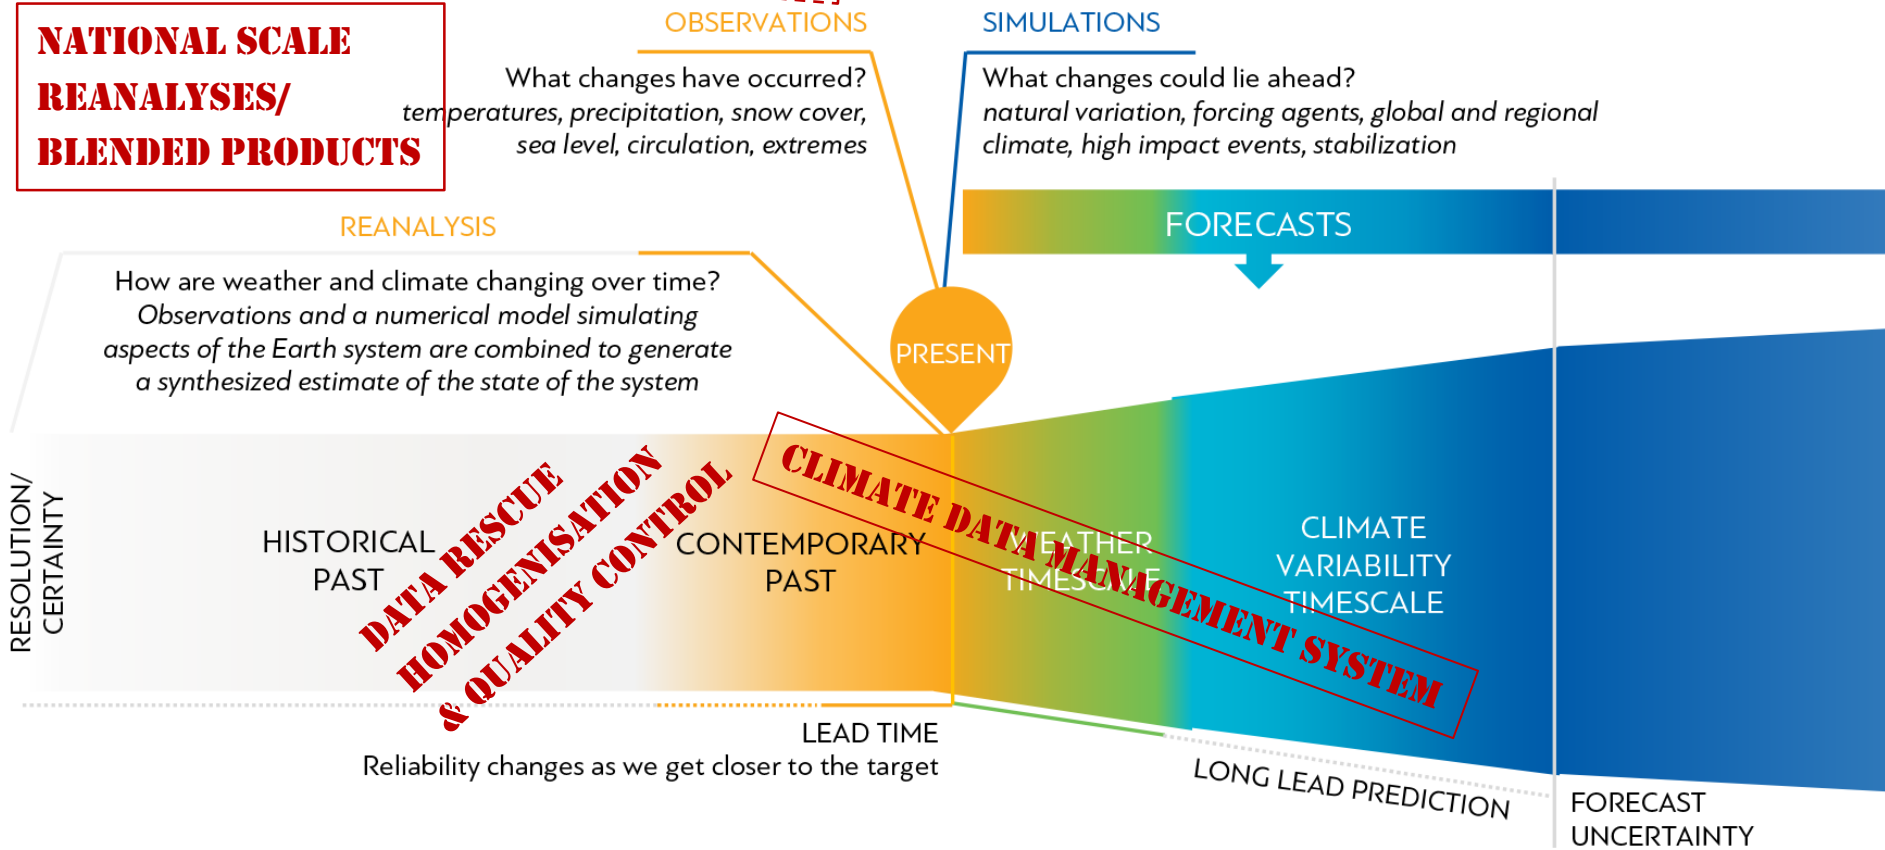 NATIONAL SCALE
REANALYSES/
BLENDED PRODUCTS
OBSERVATIONS
What changes have occurred?
temperatures, precipitation, snow cover,
sea level, circulation, extremes
SIMULATIONS
What changes could lie ahead?
natural variation, forcing agents, global and regional
climate, high impact events, stabilization
FORECASTS
REANALYSIS
How are weather and climate changing over time?
Observations and a numerical model simulating
aspects of the Earth system are combined to generate
a synthesized estimate of the state of the system
PRESENT
RESOLUTION/
CERTAINTY
HISTORICAL
PAST
DATA RESCUE
HOMOGENISATION
& QUALITY CONTROL
CONTEMPORARY
PAST
CLIMATE DATA MANAGEMENT SYSTEM
WEATHER
TIMESCALE
CLIMATE
VARIABILITY
TIMESCALE
LEAD TIME
Reliability changes as we get closer to the target
LONG LEAD PREDICTION
FORECAST
UNCERTAINTY